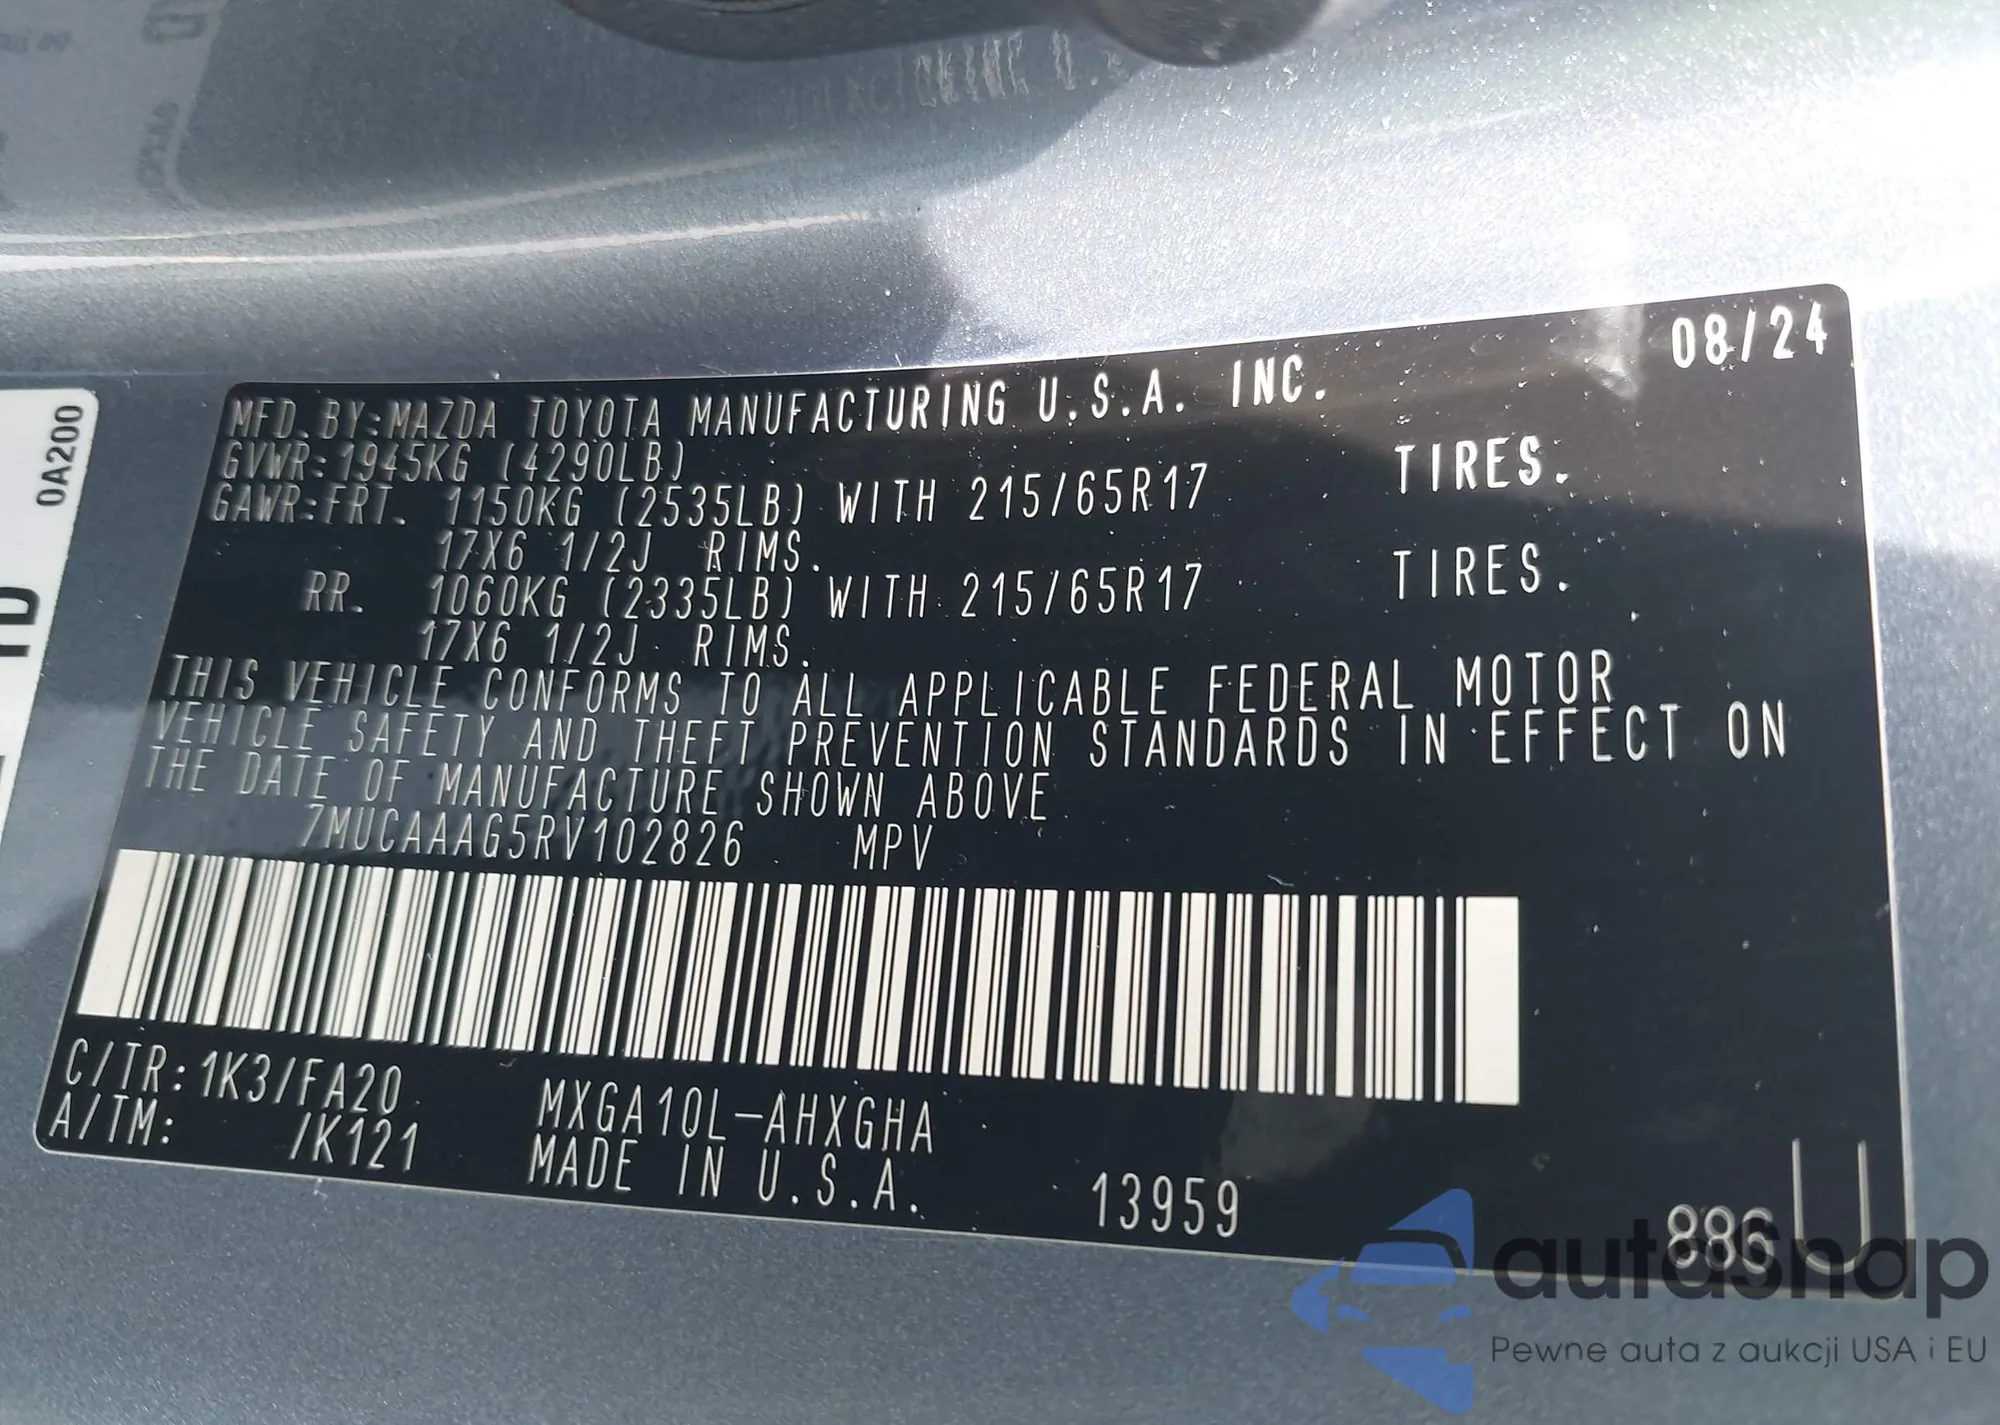 0A200
08/24
MFD. BY:MAZDA TOYOTA MANUFACTURING U.S.A. INC.
GVWR:1945KG (4290LB)
GAWR:FRT. 1150KG (2535LB) WITH 215/65R17 TIRES.
17X6 1/2J RIMS.
RR. 1060KG (2335LB) WITH 215/65R17 TIRES.
17X6 1/2J RIMS.
THIS VEHICLE CONFORMS TO ALL APPLICABLE FEDERAL MOTOR
VEHICLE SAFETY AND THEFT PREVENTION STANDARDS IN EFFECT ON
THE DATE OF MANUFACTURE SHOWN ABOVE
7MUCAAAG5RV102826 MPV
C/TR:1K3/FA20 MXGA10L-AHXGHA
A/TM: /K121 MADE IN U.S.A. 13959
886 U
autosnap
Pewne auta z aukcji USA i EU